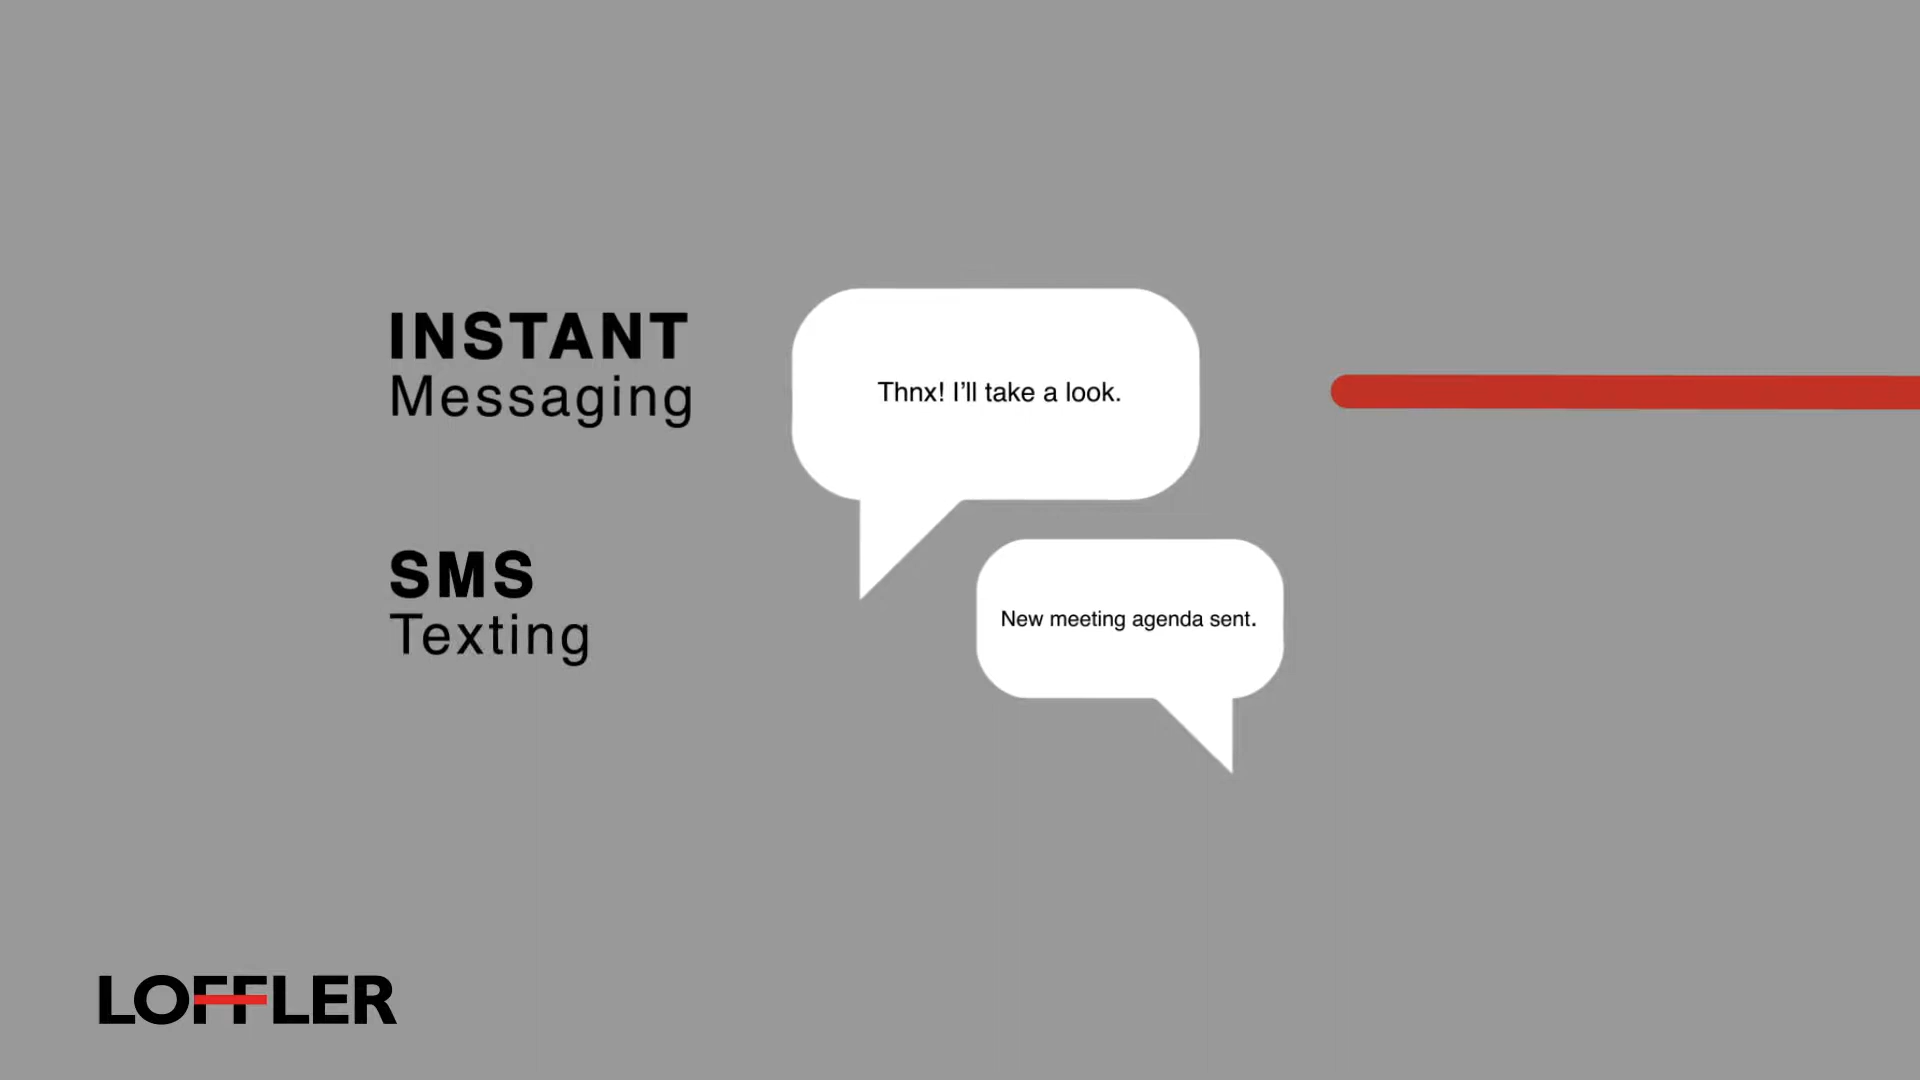 INSTANT
Messaging
Thnx! I’ll take a look.
SMS
Texting
New meeting agenda sent.
LOFFLER